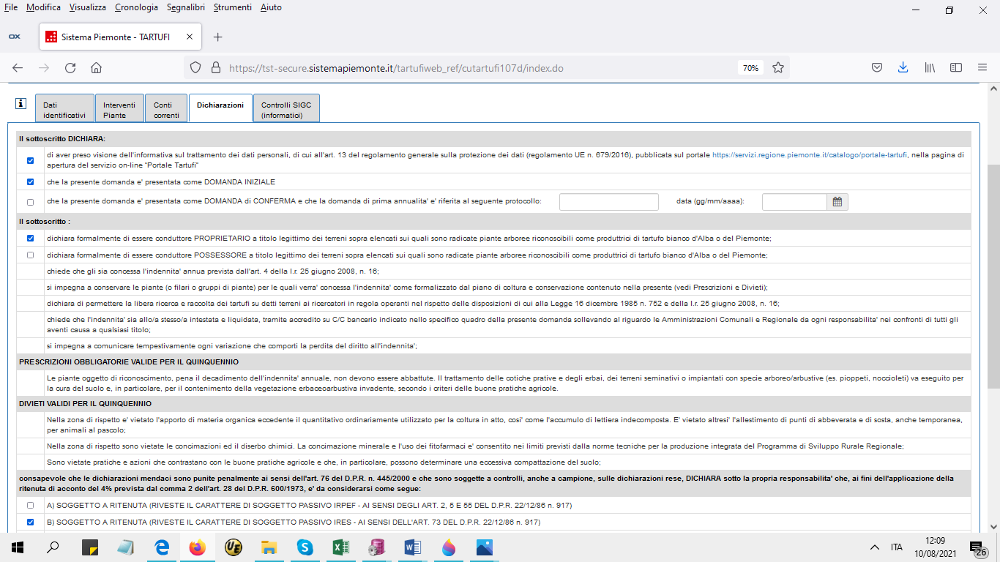 File Modifica Visualizza Cronologia Segnalibri Strumenti Aiuto
OX
Sistema Piemonte - TARTUFI
https://tst-secure.sistemapiemonte.it/tartufiweb_ref/cutartufi107d/index.do
70%
Dati identificativi
Interventi Piante
Conti correnti
Dichiarazioni
Controlli SIGC (informatici)
Il sottoscritto DICHIARA:
di aver preso visione dell'informativa sul trattamento dei dati personali, di cui all'art. 13 del regolamento generale sulla protezione dei dati (regolamento UE n. 679/2016), pubblicata sul portale https://servizi.regione.piemonte.it/catalogo/portale-tartufi, nella pagina di
apertura del servizio on-line "Portale Tartufi"
che la presente domanda e' presentata come DOMANDA INIZIALE
che la presente domanda e' presentata come DOMANDA di CONFERMA e che la domanda di prima annualita' e' riferita al seguente protocollo: data (gg/mm/aaaa):
Il sottoscritto :
dichiara formalmente di essere conduttore PROPRIETARIO a titolo legittimo dei terreni sopra elencati sui quali sono radicate piante arboree riconoscibili come produttrici di tartufo bianco d'Alba o del Piemonte;
dichiara formalmente di essere conduttore POSSESSORE a titolo legittimo dei terreni sopra elencati sui quali sono radicate piante arboree riconoscibili come produttrici di tartufo bianco d'Alba o del Piemonte;
chiede che gli sia concessa l'indennita' annua prevista dall'art. 4 della l.r. 25 giugno 2008, n. 16;
si impegna a conservare le piante (o filari o gruppi di piante) per le quali verra' concessa l'indennita' come formalizzato dal piano di coltura e conservazione contenuto nella presente (vedi Prescrizioni e Divieti);
dichiara di permettere la libera ricerca e raccolta dei tartufi su detti terreni ai ricercatori in regola operanti nel rispetto delle disposizioni di cui alla Legge 16 dicembre 1985 n. 752 e della l.r. 25 giugno 2008, n. 16;
chiede che l'indennita' sia allo/a stesso/a intestata e liquidata, tramite accredito su C/C bancario indicato nello specifico quadro della presente domanda sollevando al riguardo le Amministrazioni Comunali e Regionale da ogni responsabilita' nei confronti di tutti gli
aventi causa a qualsiasi titolo;
si impegna a comunicare tempestivamente ogni variazione che comporti la perdita del diritto all'indennita';
PRESCRIZIONI OBBLIGATORIE VALIDE PER IL QUINQUENNIO
Le piante oggetto di riconoscimento, pena il decadimento dell'indennita' annuale, non devono essere abbattute. Il trattamento delle cotiche prative e degli erbai, dei terreni seminativi o impiantati con specie arboreo/arbustive (es. pioppeti, noccioleti) va eseguito per
la cura del suolo e, in particolare, per il contenimento della vegetazione erbaceoarbustiva invadente, secondo i criteri delle buone pratiche agricole.
DIVIETI VALIDI PER IL QUINQUENNIO
Nella zona di rispetto e' vietato l'apporto di materia organica eccedente il quantitativo ordinariamente utilizzato per la coltura in atto, cosi' come l'accumulo di lettiera indecomposta. E' vietato altresi' l'allestimento di punti di abbeverata e di sosta, anche temporanea,
per animali al pascolo;
Nella zona di rispetto sono vietate le concimazioni ed il diserbo chimici. La concimazione minerale e l'uso dei fitofarmaci e' consentito nei limiti previsti dalla norme tecniche per la produzione integrata del Programma di Sviluppo Rurale Regionale;
Sono vietate pratiche e azioni che contrastano con le buone pratiche agricole e che, in particolare, possono determinare una eccessiva compattazione del suolo;
consapevole che le dichiarazioni mendaci sono punite penalmente ai sensi dell'art. 76 del D.P.R. n. 445/2000 e che sono soggette a controlli, anche a campione, sulle dichiarazioni rese, DICHIARA sotto la propria responsabilita' che, ai fini dell'applicazione della
ritenuta di acconto del 4% prevista dal comma 2 dell'art. 28 del D.P.R. 600/1973, e' da considerarsi come segue:
A) SOGGETTO A RITENUTA (RIVESTE IL CARATTERE DI SOGGETTO PASSIVO IRPEF - AI SENSI DEGLI ART. 2, 5 E 55 DEL D.P.R. 22/12/86 n. 917)
B) SOGGETTO A RITENUTA (RIVESTE IL CARATTERE DI SOGGETTO PASSIVO IRES - AI SENSI DELL'ART. 73 DEL D.P.R. 22/12/86 n. 917)
ITA
12:09
10/08/2021
26